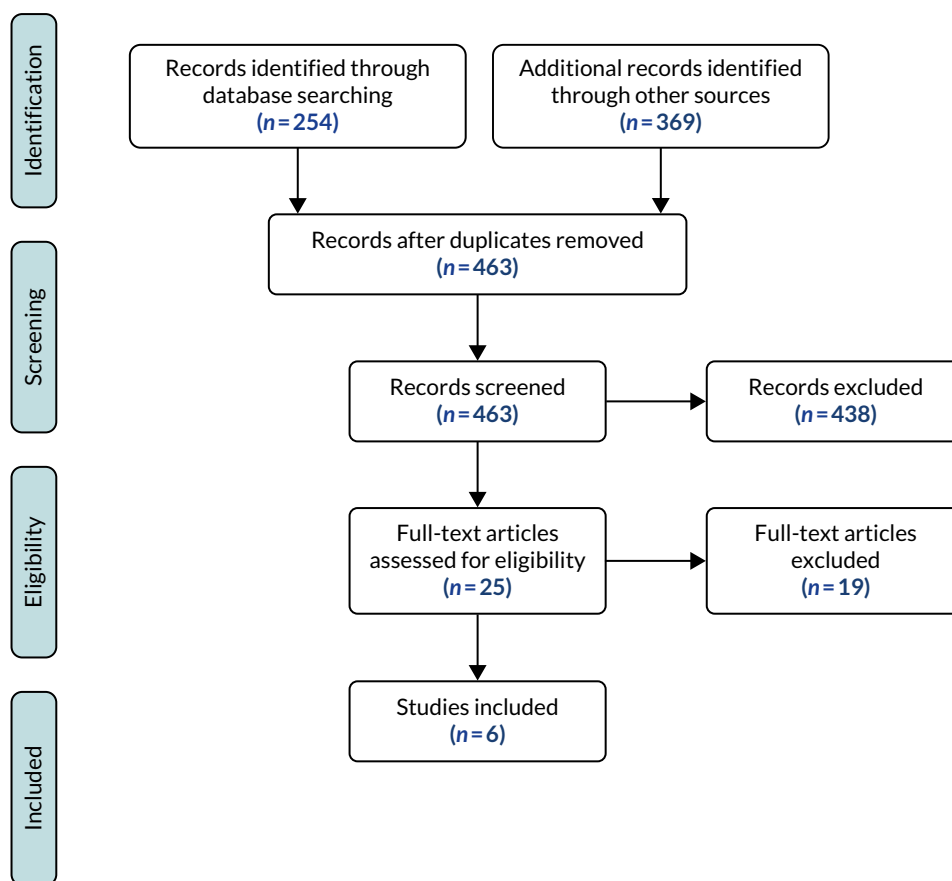 Identification
Records identified through
database searching
(n=254)
Additional records identified
through other sources
(n=369)
Records after duplicates removed
(n=463)
Screening
Records screened
(n=463)
Records excluded
(n=438)
Eligibility
Full-text articles
assessed for eligibility
(n=25)
Full-text articles
excluded
(n=19)
Included
Studies included
(n=6)